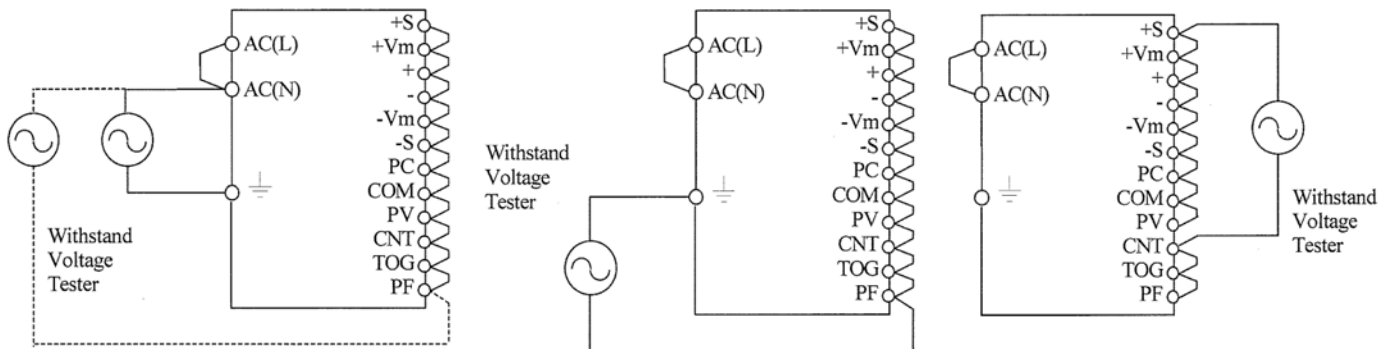 +S
AC(L)
+Vm
+
AC(N)
-
-Vm
-S
PC
COM
PV
CNT
TOG
PF
Withstand
Voltage
Tester
+S
AC(L)
+Vm
+
AC(N)
-
-Vm
-S
PC
COM
PV
CNT
TOG
PF
Withstand
Voltage
Tester
+S
AC(L)
+Vm
+
AC(N)
-
-Vm
-S
PC
COM
PV
CNT
TOG
PF
Withstand
Voltage
Tester